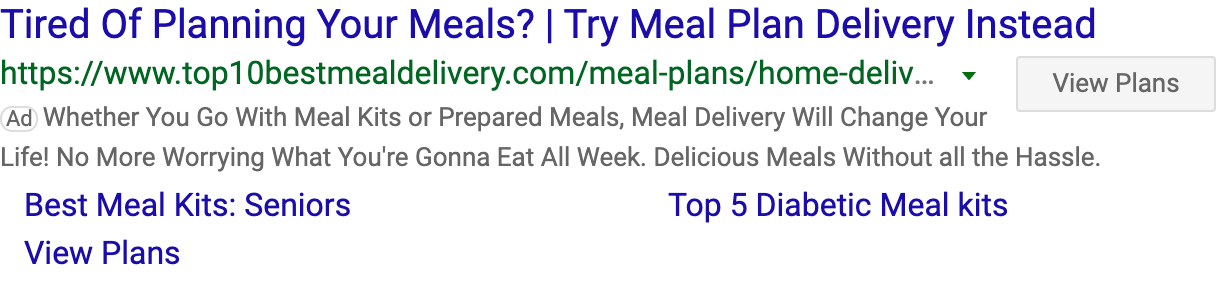 Tired Of Planning Your Meals? | Try Meal Plan Delivery Instead
https://www.top10bestmealdelivery.com/meal-plans/home-deliv...
View Plans
Ad Whether You Go With Meal Kits or Prepared Meals, Meal Delivery Will Change Your
Life! No More Worrying What You're Gonna Eat All Week. Delicious Meals Without all the Hassle.
Best Meal Kits: Seniors
Top 5 Diabetic Meal kits
View Plans